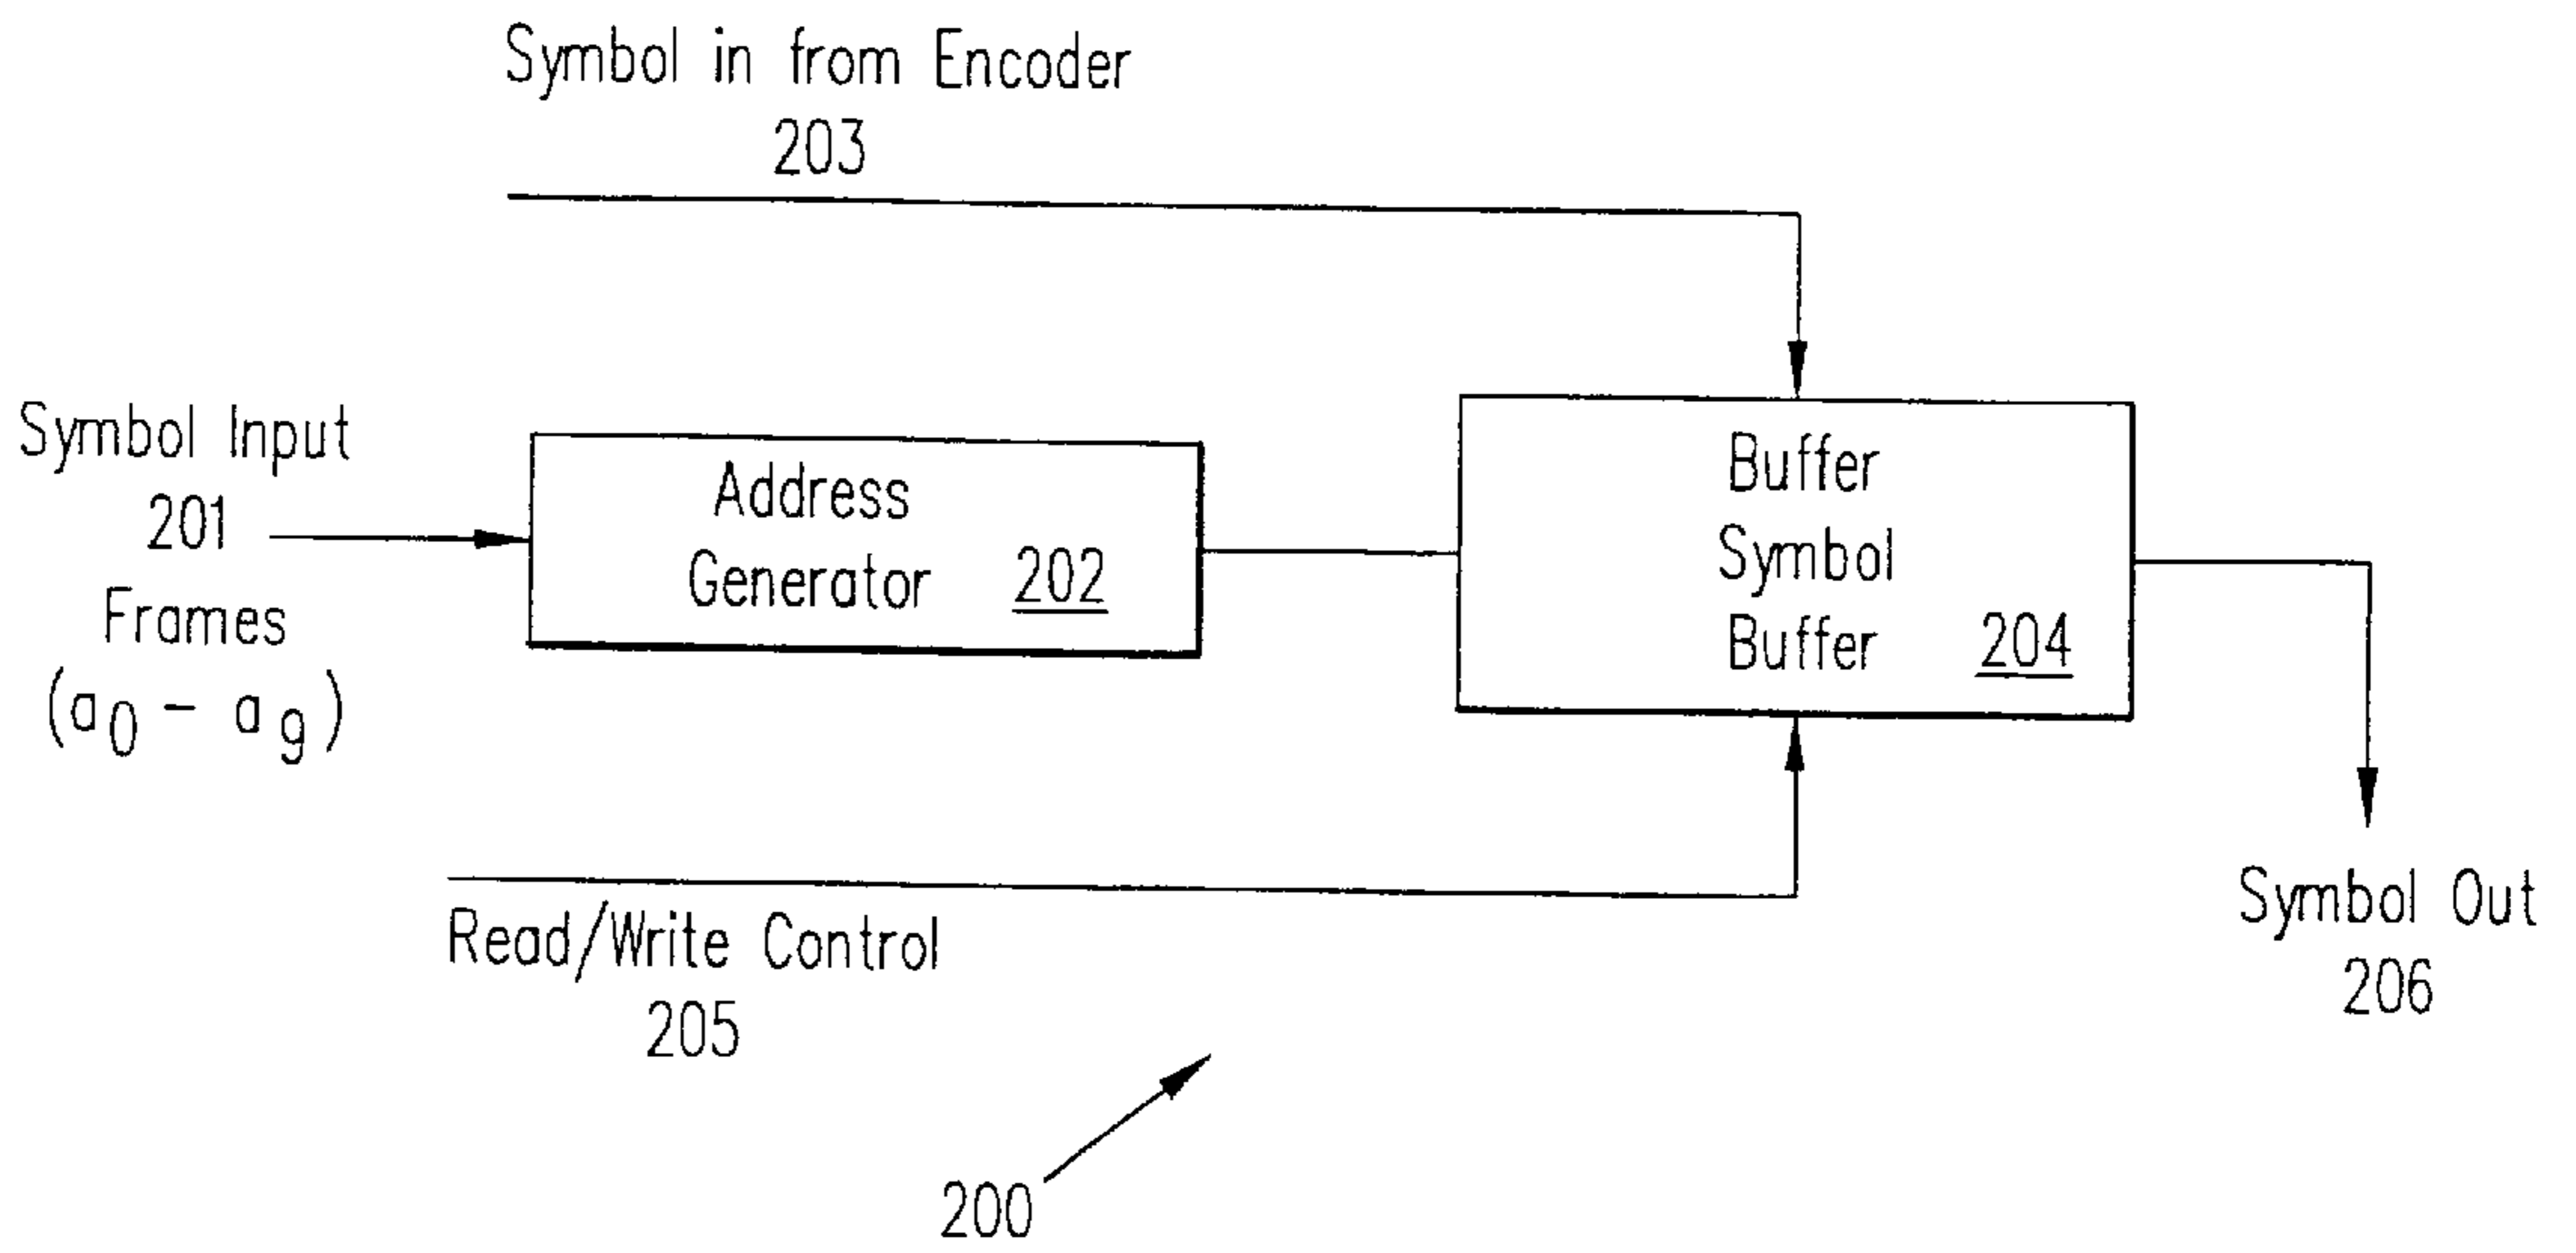 Symbol in from Encoder
203
Symbol Input
201
Frames
(a0 - a9)
Address
Generator 202
Buffer
Symbol
Buffer 204
Read/Write Control
205
Symbol Out
206
200